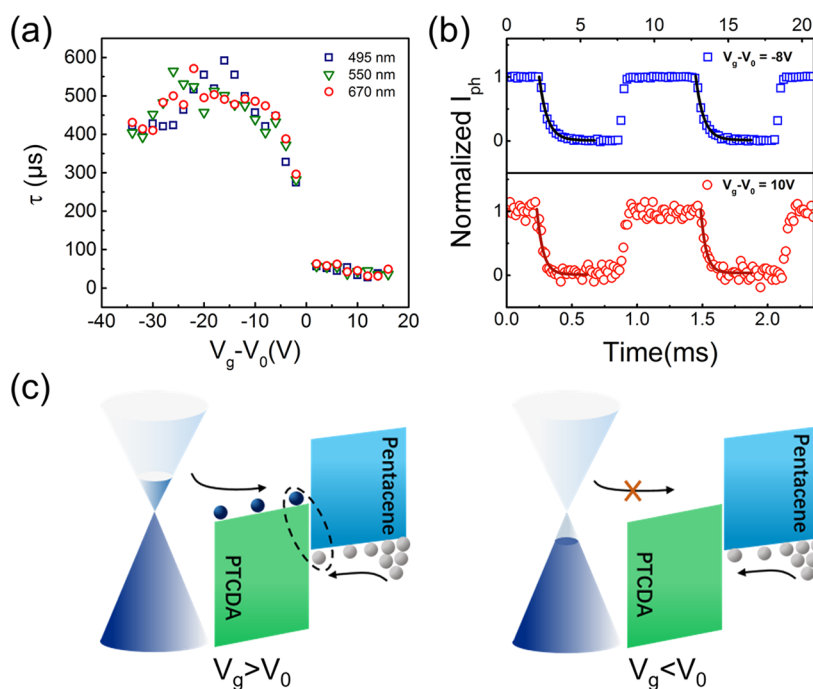 (a)
600
500
400
300
200
100
0
τ (μs)
495 nm
550 nm
670 nm
-40 -30 -20 -10 0 10 20
Vg-V0(V)
(b)
0 5 10 15 20
Normalized Iph
1
0
Vg-V0 = -8V
1
0
Vg-V0 = 10V
0.0 0.5 1.0 1.5 2.0
Time(ms)
(c)
PTCDA
Pentacene
Vg>V0
PTCDA
Pentacene
Vg<V0